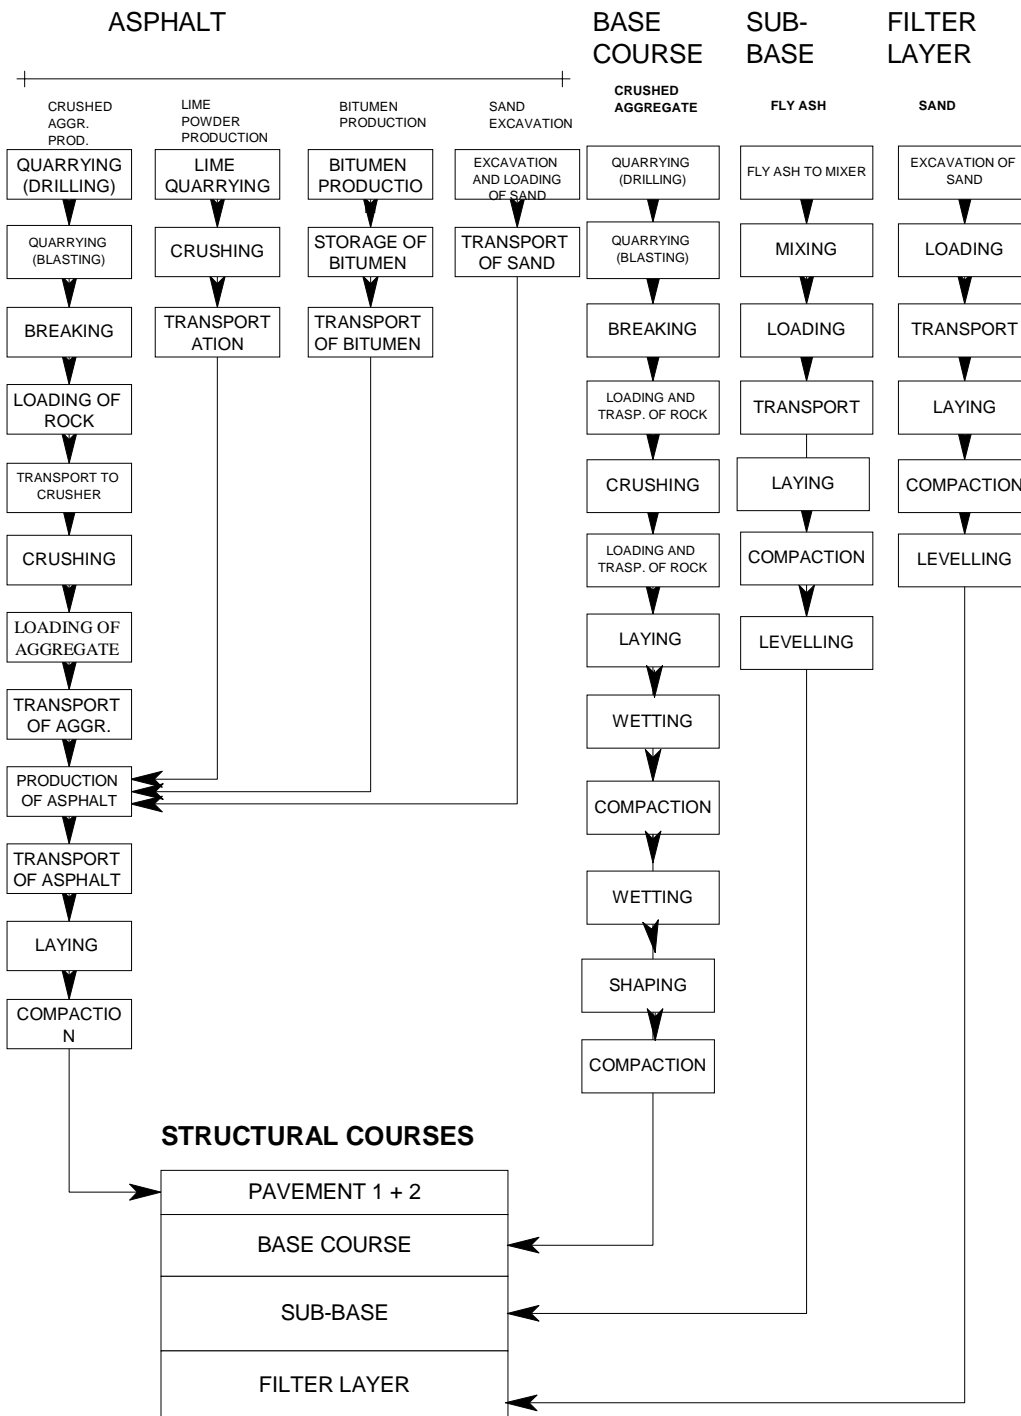 ASPHALT
BASE
COURSE
SUB-
BASE
FILTER
LAYER
CRUSHED
AGGR.
PROD.
LIME
POWDER
PRODUCTION
BITUMEN
PRODUCTION
SAND
EXCAVATION
CRUSHED
AGGREGATE
FLY ASH
SAND
QUARRYING
(DRILLING)
QUARRYING
(BLASTING)
BREAKING
LOADING OF
ROCK
TRANSPORT TO
CRUSHER
CRUSHING
LOADING OF
AGGREGATE
TRANSPORT
OF AGGR.
PRODUCTION
OF ASPHALT
TRANSPORT
OF ASPHALT
LAYING
COMPACTIO
N
LIME
QUARRYING
CRUSHING
TRANSPORT
ATION
BITUMEN
PRODUCTIO
STORAGE OF
BITUMEN
TRANSPORT
OF BITUMEN
EXCAVATION
AND LOADING
OF SAND
TRANSPORT
OF SAND
QUARRYING
(DRILLING)
QUARRYING
(BLASTING)
BREAKING
LOADING AND
TRASP. OF ROCK
CRUSHING
LOADING AND
TRASP. OF ROCK
LAYING
WETTING
COMPACTION
WETTING
SHAPING
COMPACTION
FLY ASH TO MIXER
MIXING
LOADING
TRANSPORT
LAYING
COMPACTION
LEVELLING
EXCAVATION OF
SAND
LOADING
TRANSPORT
LAYING
COMPACTION
LEVELLING
STRUCTURAL COURSES
PAVEMENT 1 + 2
BASE COURSE
SUB-BASE
FILTER LAYER